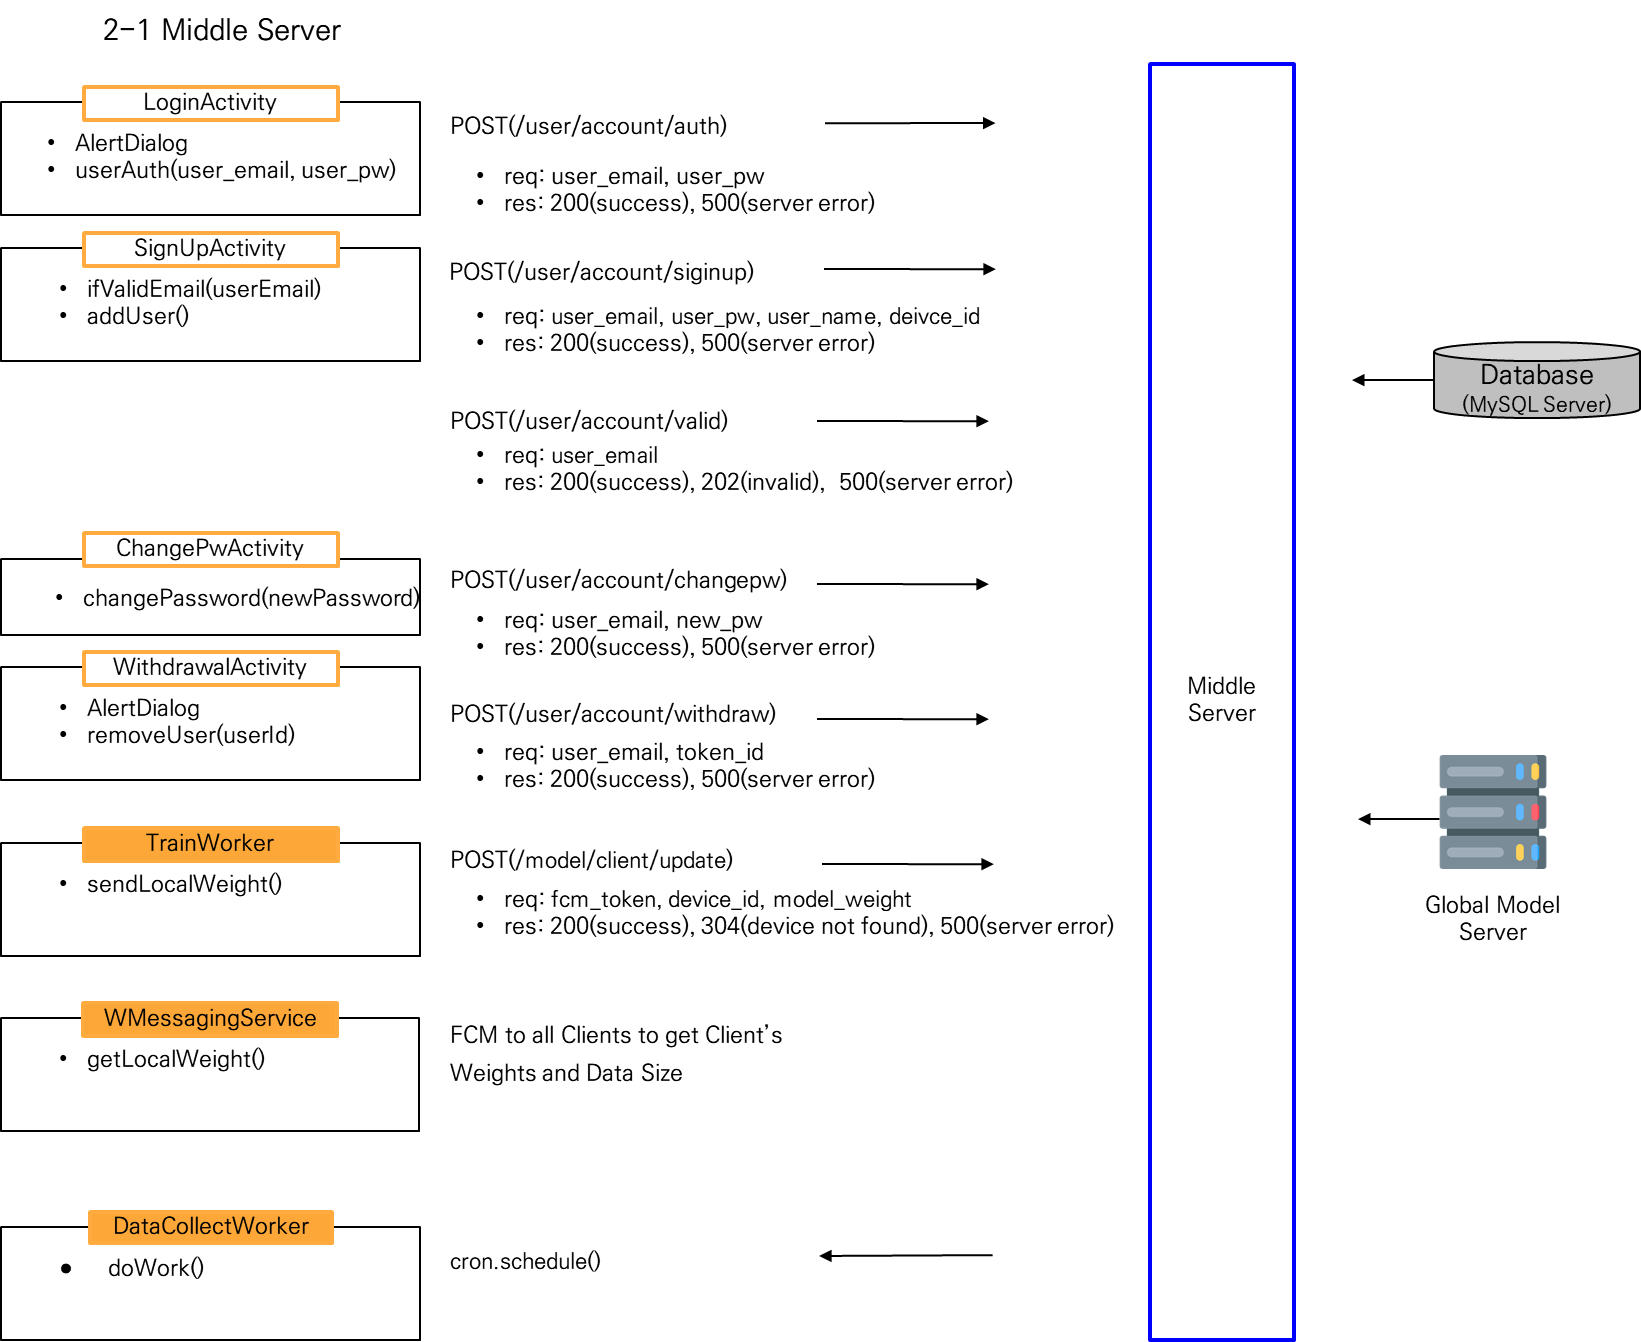 2-1 Middle Server
LoginActivity
• AlertDialog
• userAuth(user_email, user_pw)
POST(/user/account/auth)
• req: user_email, user_pw
• res: 200(success), 500(server error)
SignUpActivity
• ifValidEmail(userEmail)
• addUser()
POST(/user/account/siginup)
• req: user_email, user_pw, user_name, deivce_id
• res: 200(success), 500(server error)
POST(/user/account/valid)
• req: user_email
• res: 200(success), 202(invalid), 500(server error)
ChangePwActivity
• changePassword(newPassword)
POST(/user/account/changepw)
• req: user_email, new_pw
• res: 200(success), 500(server error)
WithdrawalActivity
• AlertDialog
• removeUser(userId)
POST(/user/account/withdraw)
• req: user_email, token_id
• res: 200(success), 500(server error)
TrainWorker
• sendLocalWeight()
POST(/model/client/update)
• req: fcm_token, device_id, model_weight
• res: 200(success), 304(device not found), 500(server error)
WMessagingService
• getLocalWeight()
FCM to all Clients to get Client’s
Weights and Data Size
DataCollectWorker
• doWork()
cron.schedule()
Middle
Server
Database
(MySQL Server)
Global Model
Server